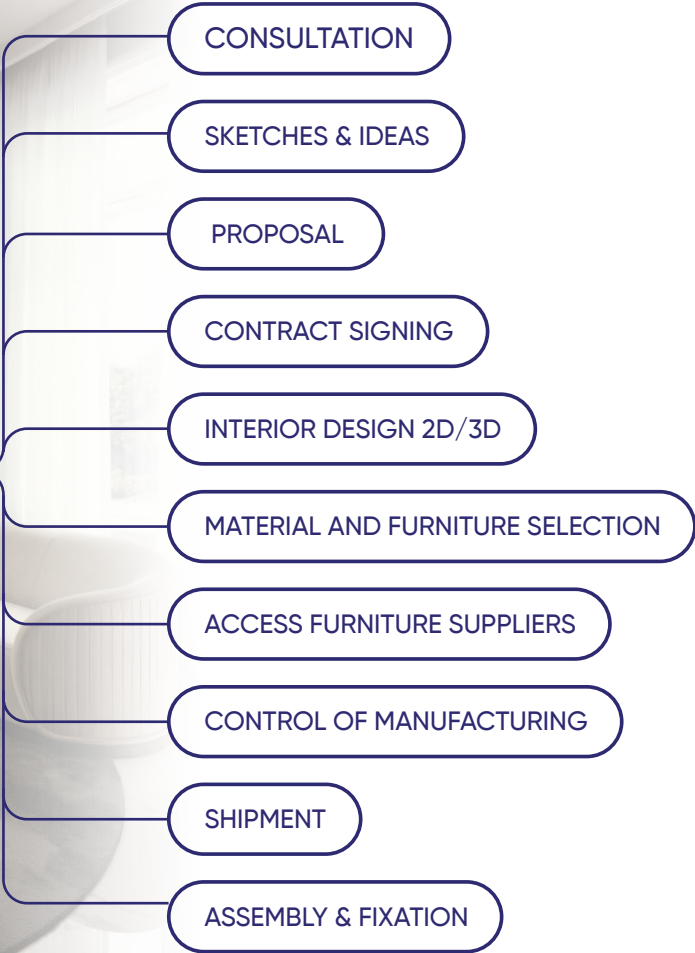 CONSULTATION
SKETCHES & IDEAS
PROPOSAL
CONTRACT SIGNING
INTERIOR DESIGN 2D/3D
MATERIAL AND FURNITURE SELECTION
ACCESS FURNITURE SUPPLIERS
CONTROL OF MANUFACTURING
SHIPMENT
ASSEMBLY & FIXATION